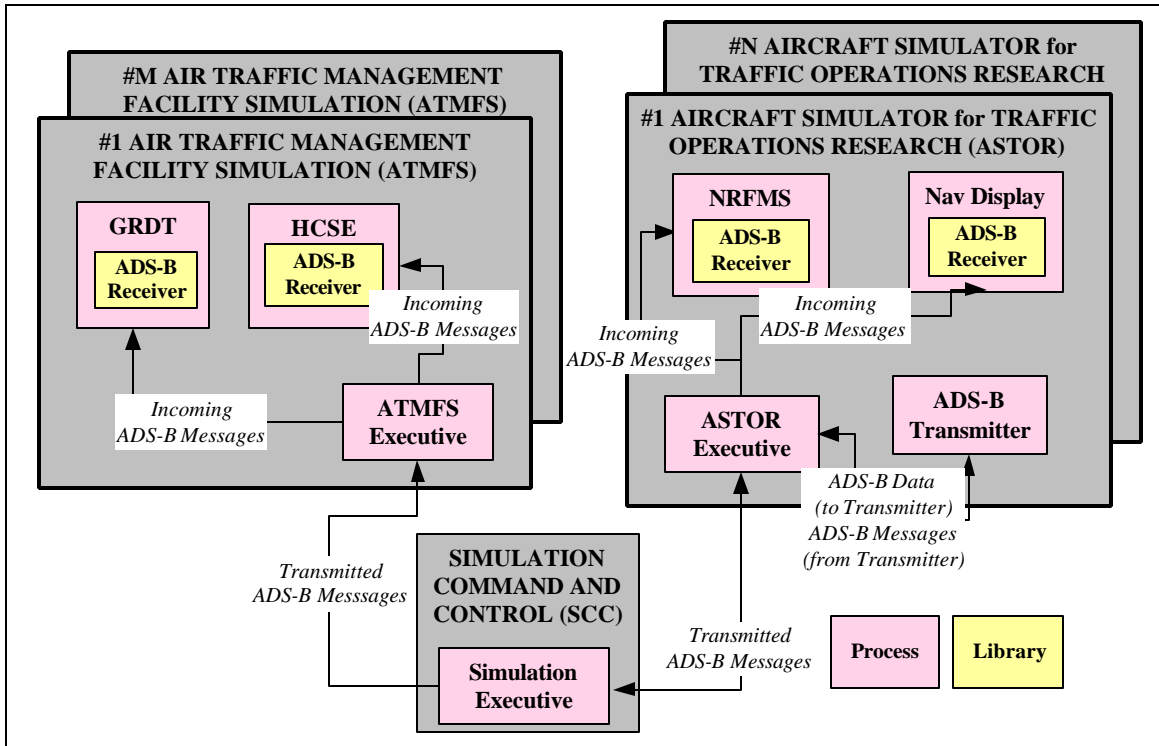 #M AIR TRAFFIC MANAGEMENT
FACILITY SIMULATION (ATMFS)
#1 AIR TRAFFIC MANAGEMENT
FACILITY SIMULATION (ATMFS)
GRDT
ADS-B
Receiver
HCSE
ADS-B
Receiver
Incoming
ADS-B Messages
Incoming
ADS-B Messages
ATMFS
Executive
#N AIRCRAFT SIMULATOR for
TRAFFIC OPERATIONS RESEARCH
#1 AIRCRAFT SIMULATOR for TRAFFIC
OPERATIONS RESEARCH (ASTOR)
NRFMS
ADS-B
Receiver
Nav Display
ADS-B
Receiver
Incoming
ADS-B Messages
Incoming
ADS-B Messages
ASTOR
Executive
ADS-B
Transmitter
ADS-B Data
(to Transmitter)
ADS-B Messages
(from Transmitter)
Transmitted
ADS-B Messsages
SIMULATION
COMMAND AND
CONTROL (SCC)
Simulation
Executive
Transmitted
ADS-B Messages
Process
Library